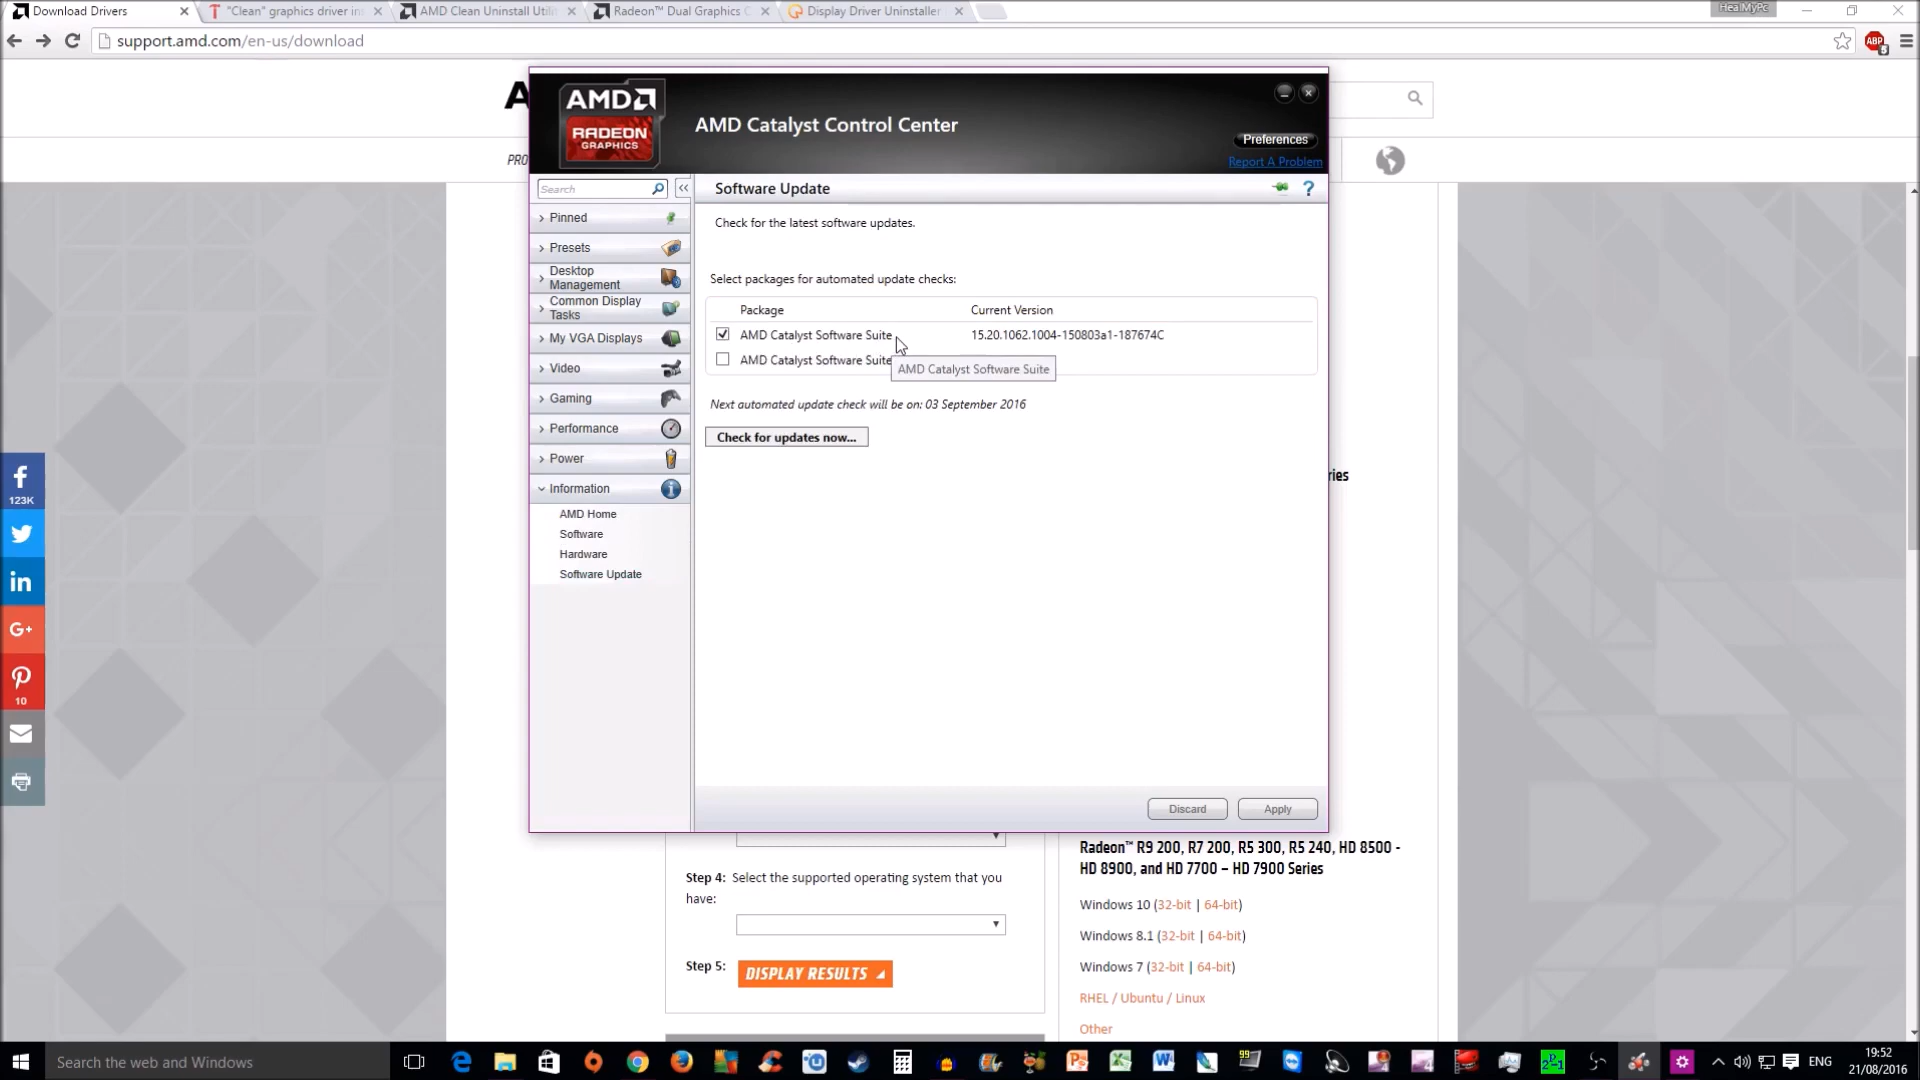 Download Drivers
"Clean" graphics driver in
AMD Clean Uninstall Utili
Radeon™ Dual Graphics C
Display Driver Uninstaller
HealMyPc
support.amd.com/en-us/download
ABP
5
A
PRO
AMD
RADEON
GRAPHICS
AMD Catalyst Control Center
Preferences
Report A Problem
Search
Software Update
?
Pinned
Presets
Desktop
Management
Common Display
Tasks
My VGA Displays
Video
Gaming
Performance
Power
Information
AMD Home
Software
Hardware
Software Update
Check for the latest software updates.
Select packages for automated update checks:
Package Current Version
AMD Catalyst Software Suite 15.20.1062.1004-150803a1-187674C
AMD Catalyst Software Suite
AMD Catalyst Software Suite
Next automated update check will be on: 03 September 2016
Check for updates now...
Discard Apply
123K
in
G+
10
ries
Step 4: Select the supported operating system that you
have:
Step 5: DISPLAY RESULTS
Radeon™ R9 200, R7 200, R5 300, R5 240, HD 8500 -
HD 8900, and HD 7700 – HD 7900 Series
Windows 10 (32-bit | 64-bit)
Windows 8.1 (32-bit | 64-bit)
Windows 7 (32-bit | 64-bit)
RHEL / Ubuntu / Linux
Other
Search the web and Windows
99
ENG
19:52
21/08/2016